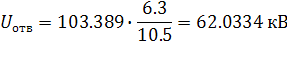 U_отв = 103.389 · 6.3/10.5 = 62.0334 кВ